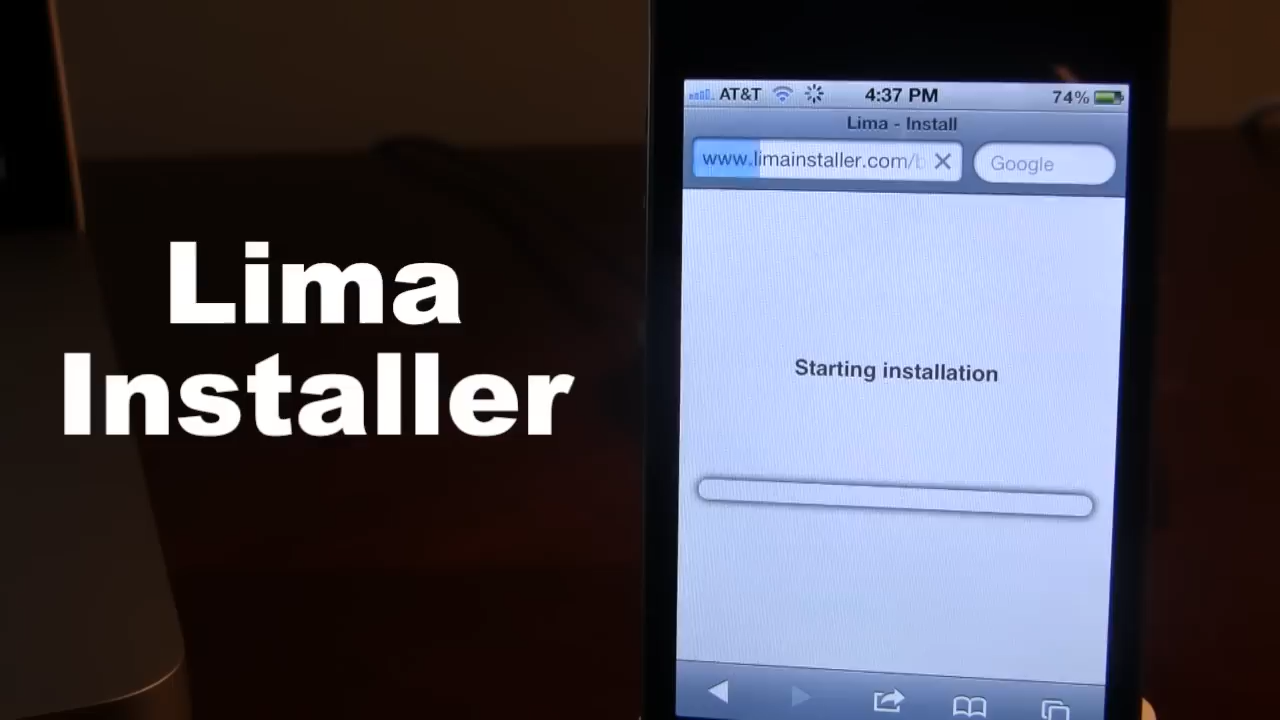 Lima
Installer
AT&T
4:37 PM
74%
Lima - Install
www.limainstaller.com/b
Google
Starting installation